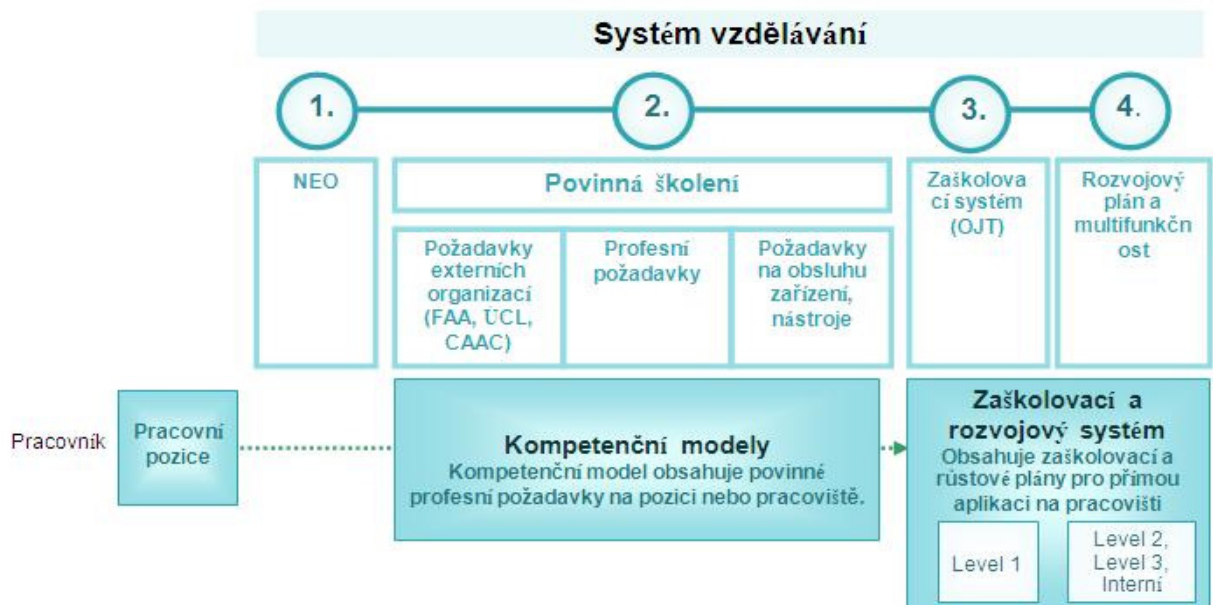 Systém vzdělávání
1.
2.
3.
4.
NEO
Povinná školení
Požadavky
externích
organizací
(FAA, ÚCL,
CAAC)
Profesní
požadavky
Požadavky
na obsluhu
zařízení,
nástroje
Zaškolova
cí systém
(OJT)
Rozvojový
plán a
multifunkčn
ost
Pracovník
Pracovní
pozice
Kompetenční modely
Kompetenční model obsahuje povinné
profesní požadavky na pozici nebo pracoviště.
Zaškolovací a
rozvojový systém
Obsahuje zaškolovací a
růstové plány pro přímou
aplikaci na pracovišti
Level 1
Level 2,
Level 3,
Interní